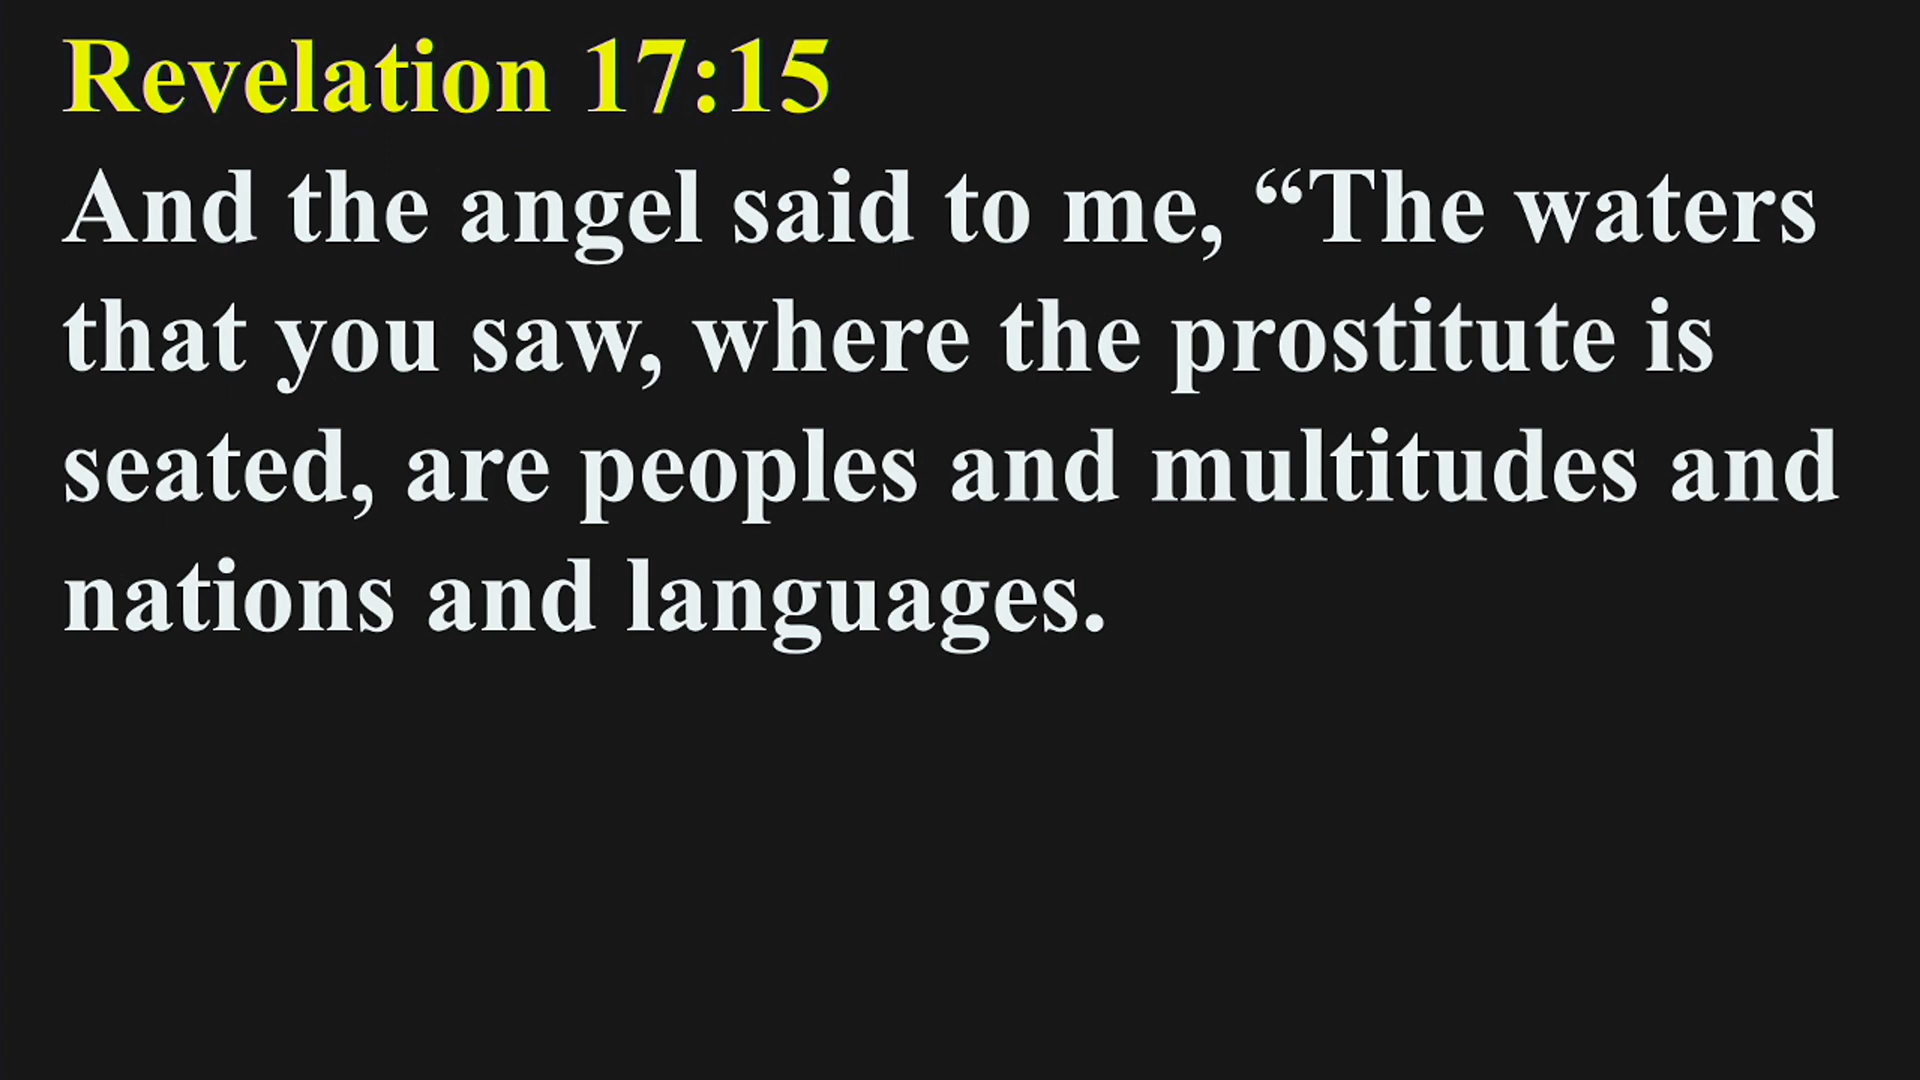 Revelation 17:15
And the angel said to me, “The waters
that you saw, where the prostitute is
seated, are peoples and multitudes and
nations and languages.